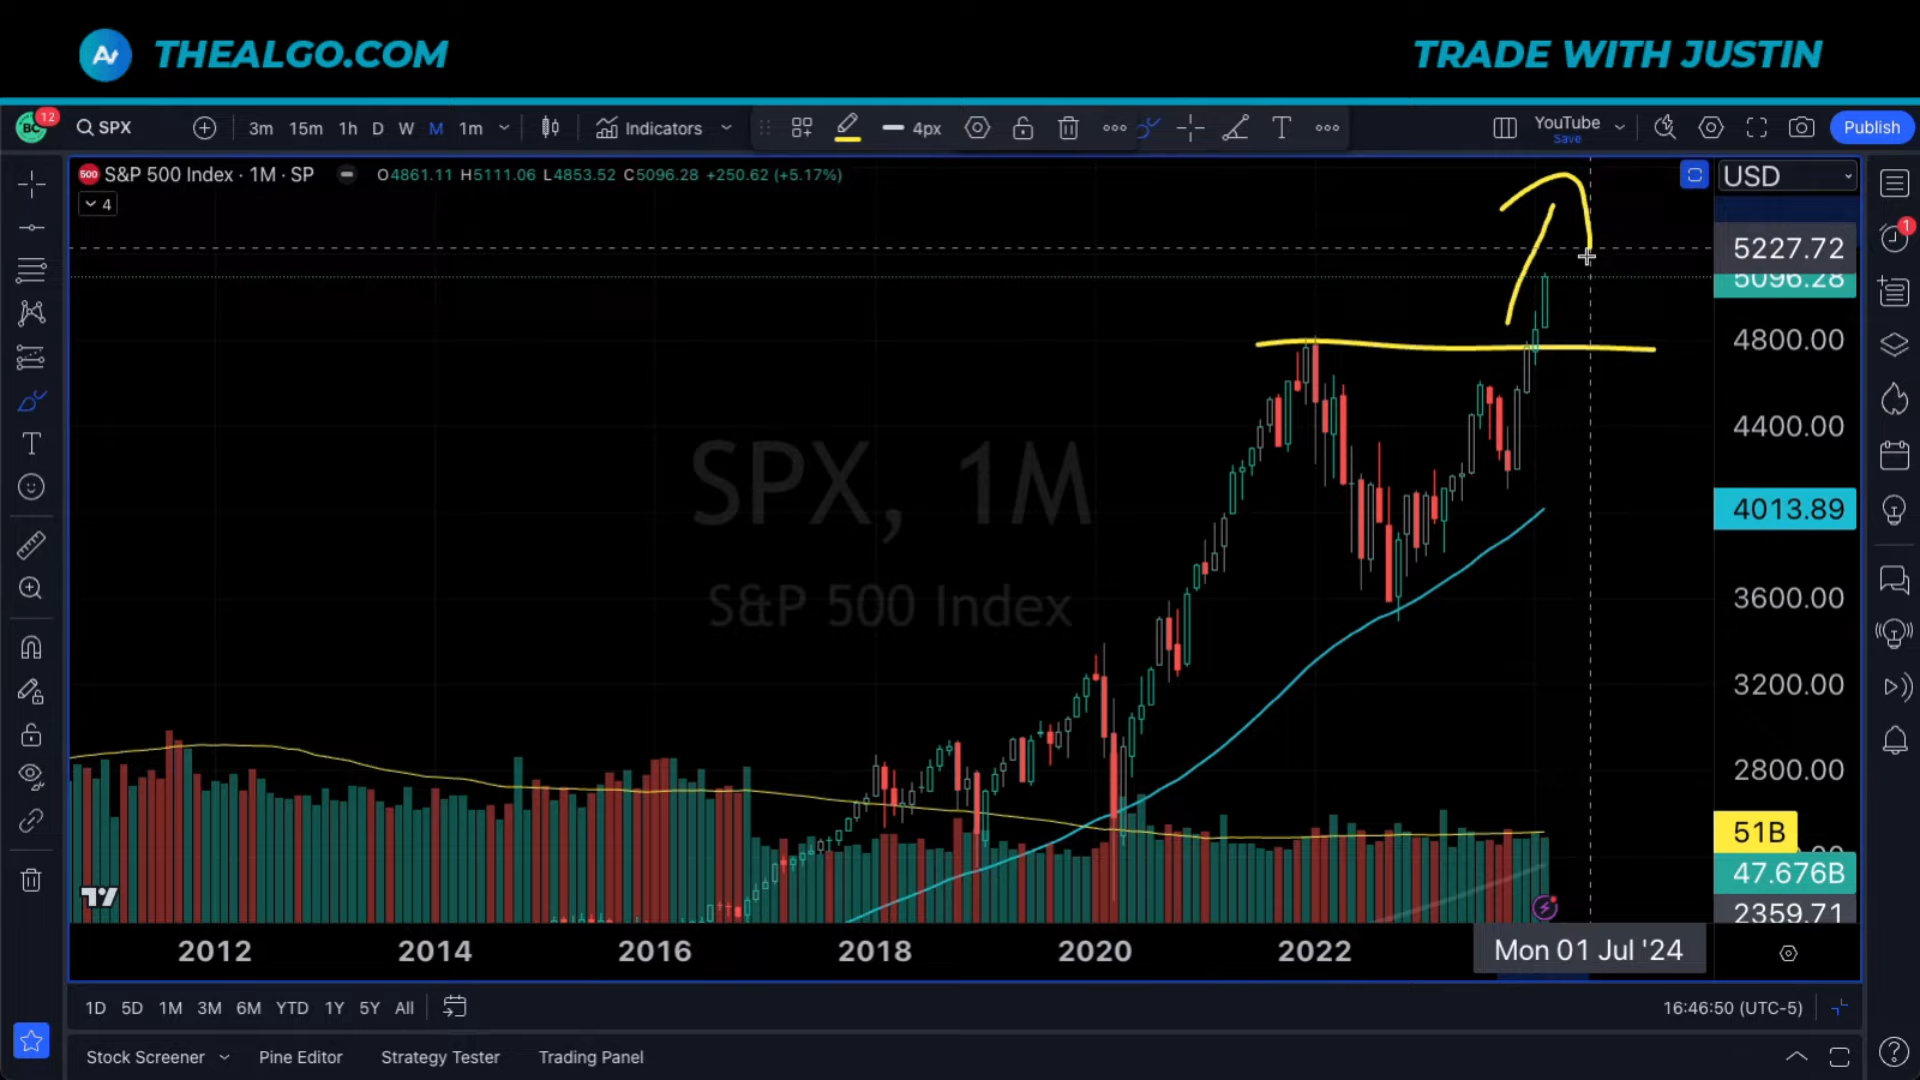 THEALGO.COM
TRADE WITH JUSTIN
12
SPX
3m 15m 1h D W M 1m
Indicators
4px
YouTube
Save
Publish
500 S&P 500 Index · 1M · SP O4861.11 H5111.06 L4853.52 C5096.28 +250.62 (+5.17%)
USD
4
1
5227.72
5096.28
4800.00
4400.00
4013.89
3600.00
3200.00
2800.00
SPX, 1M
S&P 500 Index
51B
47.676B
2359.71
2012 2014 2016 2018 2020 2022 Mon 01 Jul '24
1D 5D 1M 3M 6M YTD 1Y 5Y All
16:46:50 (UTC-5)
Stock Screener Pine Editor Strategy Tester Trading Panel